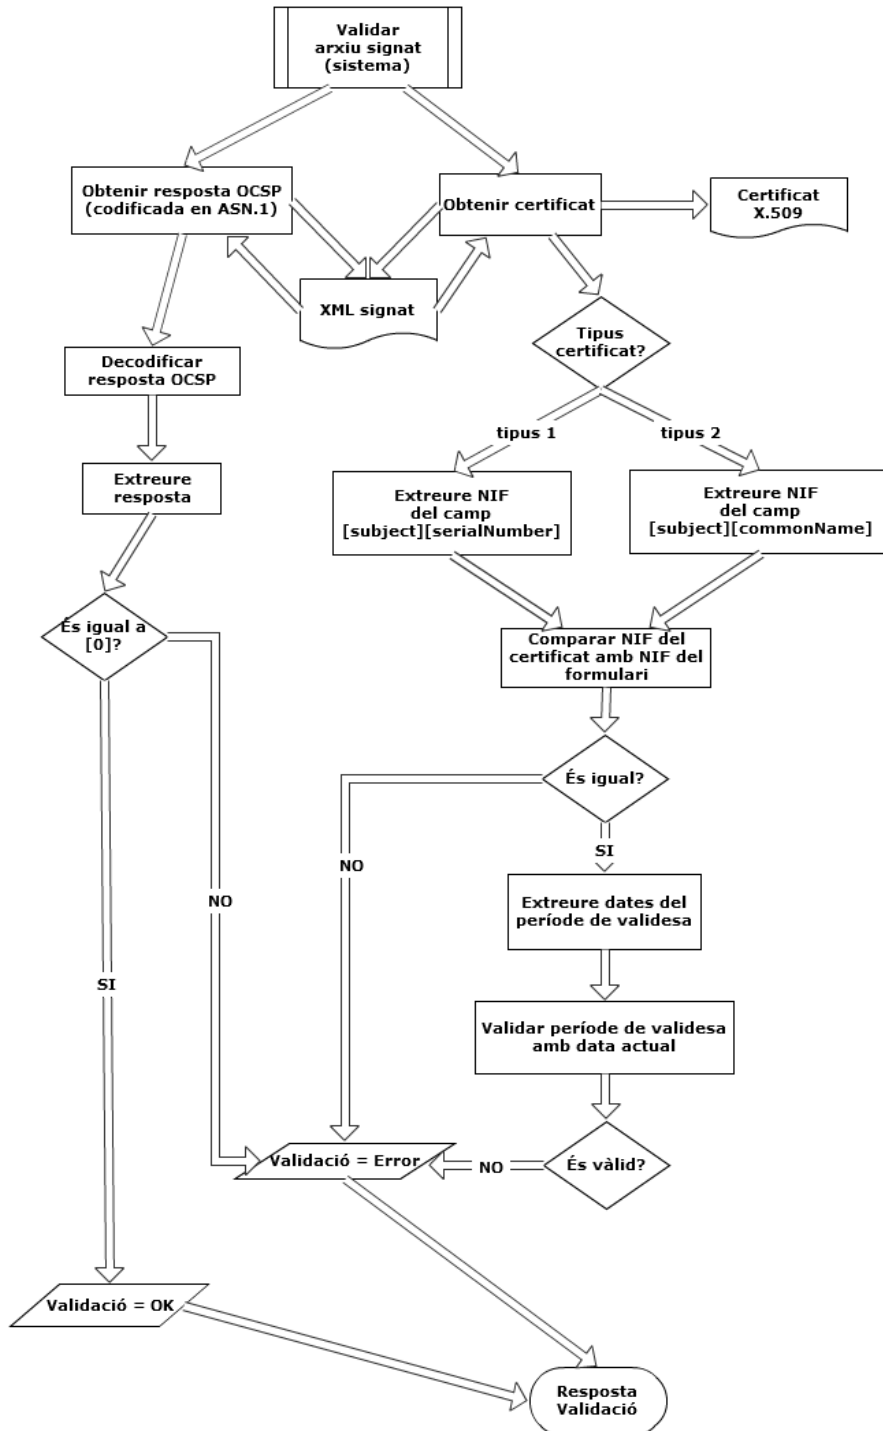 Validar
arxiu signat
(sistema)
Obtenir resposta OCSP
(codificada en ASN.1)
Obtenir certificat
Certificat
X.509
XML signat
Tipus
certificat?
Decodificar
resposta OCSP
tipus 1
tipus 2
Extreure
resposta
Extreure NIF
del camp
[subject][serialNumber]
Extreure NIF
del camp
[subject][commonName]
És igual a
[0]?
Comparar NIF del
certificat amb NIF del
formulari
És igual?
NO
SI
NO
Extreure dates del
període de validesa
SI
Validar període de validesa
amb data actual
Validació = Error
NO
És vàlid?
Validació = OK
Resposta
Validació